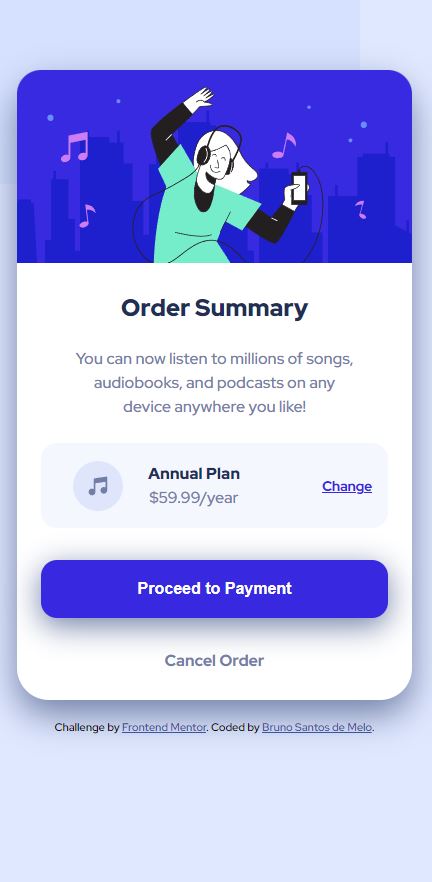 Order Summary
You can now listen to millions of songs,
audiobooks, and podcasts on any
device anywhere you like!
Annual Plan
$59.99/year
Change
Proceed to Payment
Cancel Order
Challenge by Frontend Mentor. Coded by Bruno Santos de Melo.